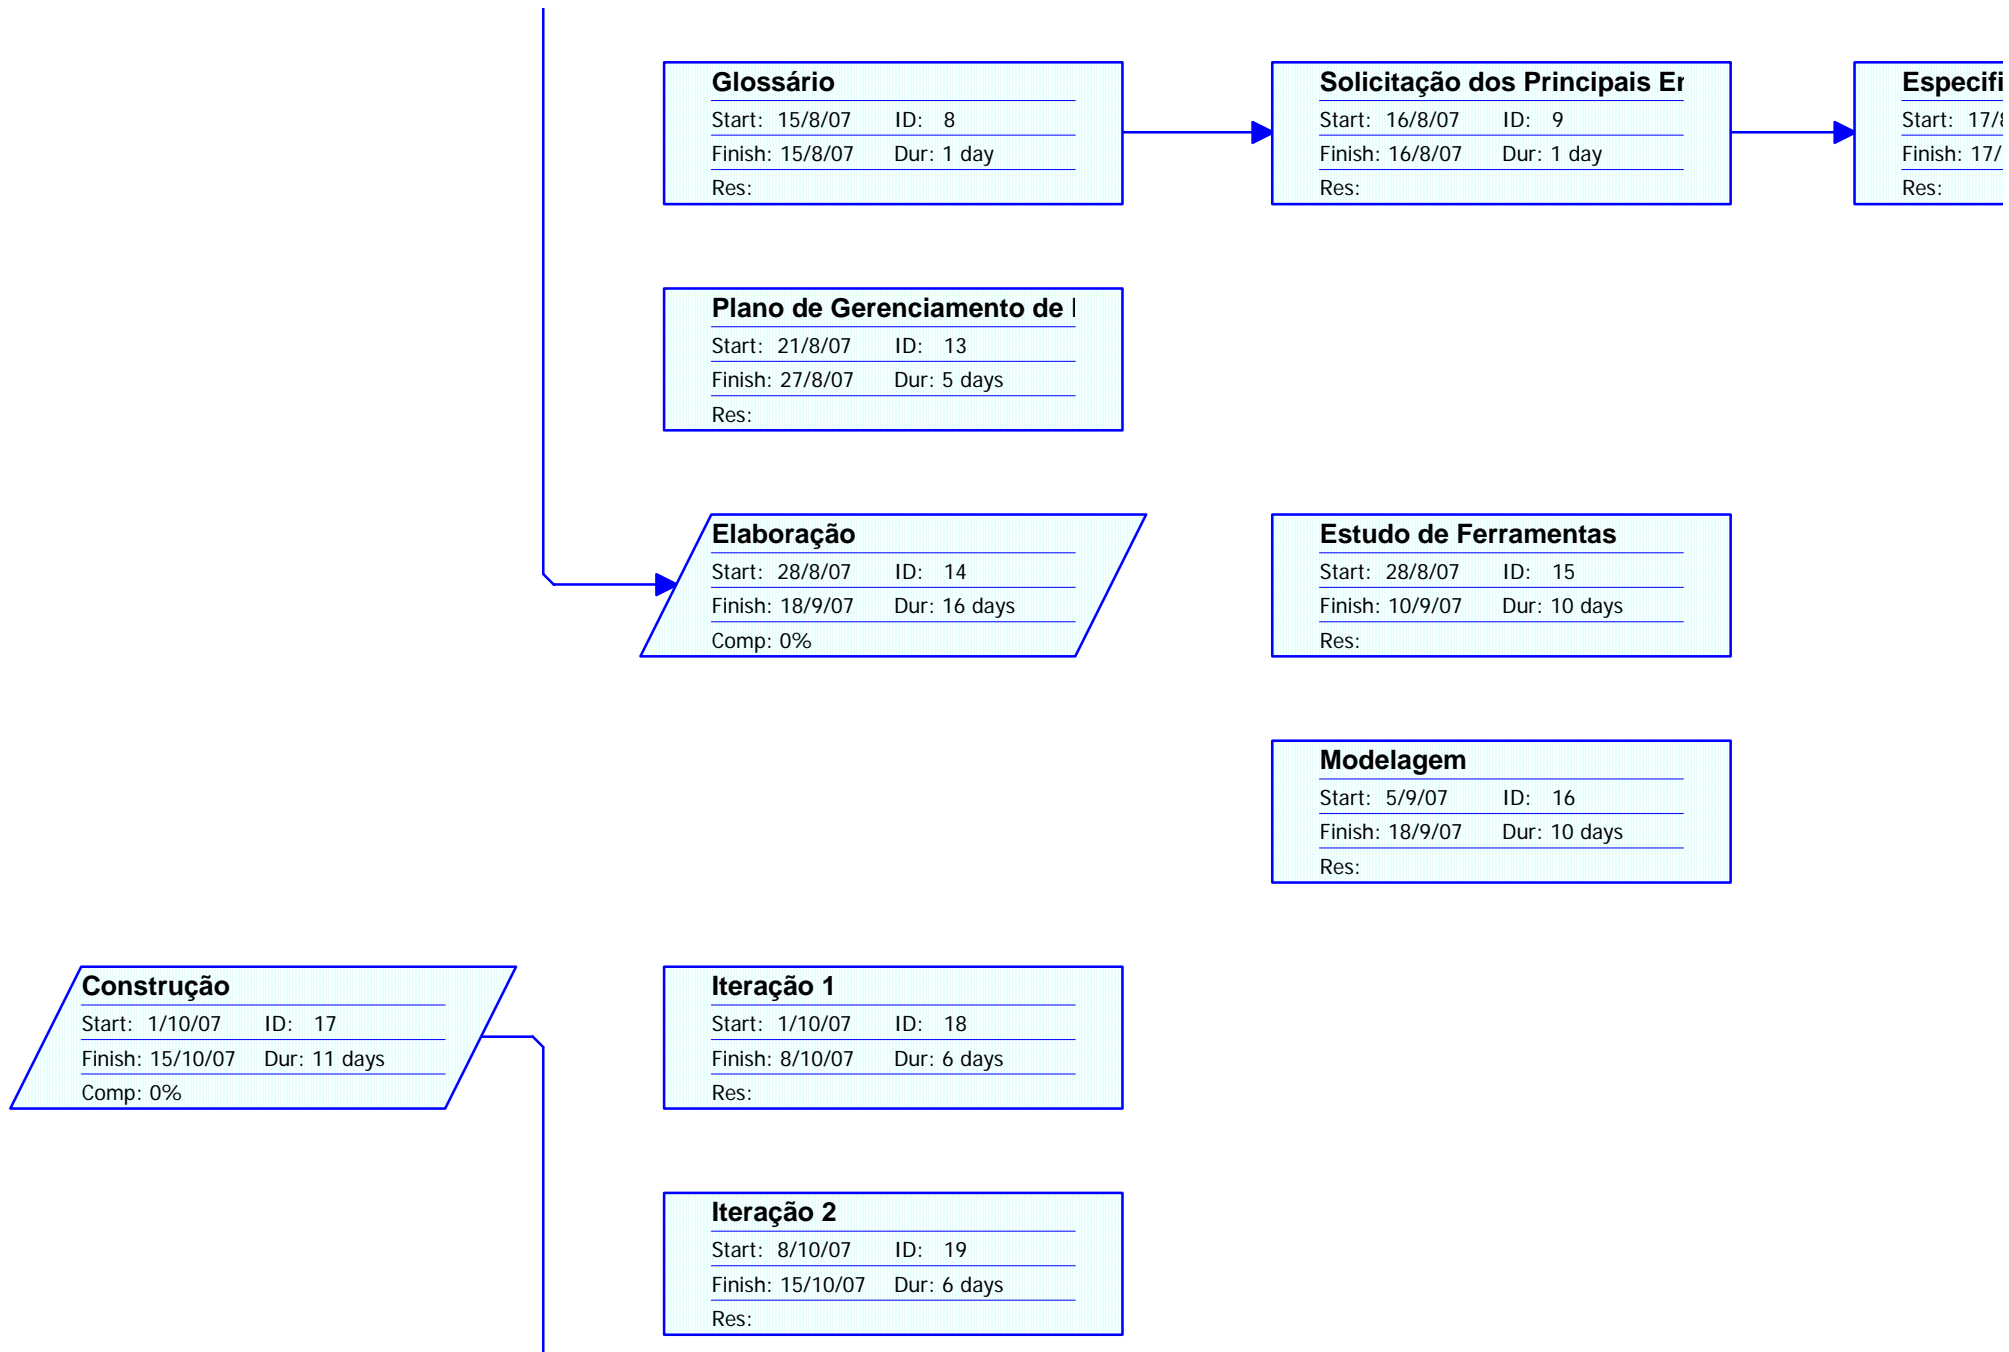 Glossário
Start: 15/8/07 ID: 8
Finish: 15/8/07 Dur: 1 day
Res:
Solicitação dos Principais
Start: 16/8/07 ID: 9
Finish: 16/8/07 Dur: 1 day
Res:
Start:
Finish:
Res:
Plano de Gerenciamento de
Start: 21/8/07 ID: 13
Finish: 27/8/07 Dur: 5 days
Res:
Elaboração
Start: 28/8/07 ID: 14
Finish: 18/9/07 Dur: 16 days
Comp: 0%
Estudo de Ferramentas
Start: 28/8/07 ID: 15
Finish: 10/9/07 Dur: 10 days
Res:
Modelagem
Start: 5/9/07 ID: 16
Finish: 18/9/07 Dur: 10 days
Res:
Construção
Start: 1/10/07 ID: 17
Finish: 15/10/07 Dur: 11 days
Comp: 0%
Iteração 1
Start: 1/10/07 ID: 18
Finish: 8/10/07 Dur: 6 days
Res:
Iteração 2
Start: 8/10/07 ID: 19
Finish: 15/10/07 Dur: 6 days
Res: